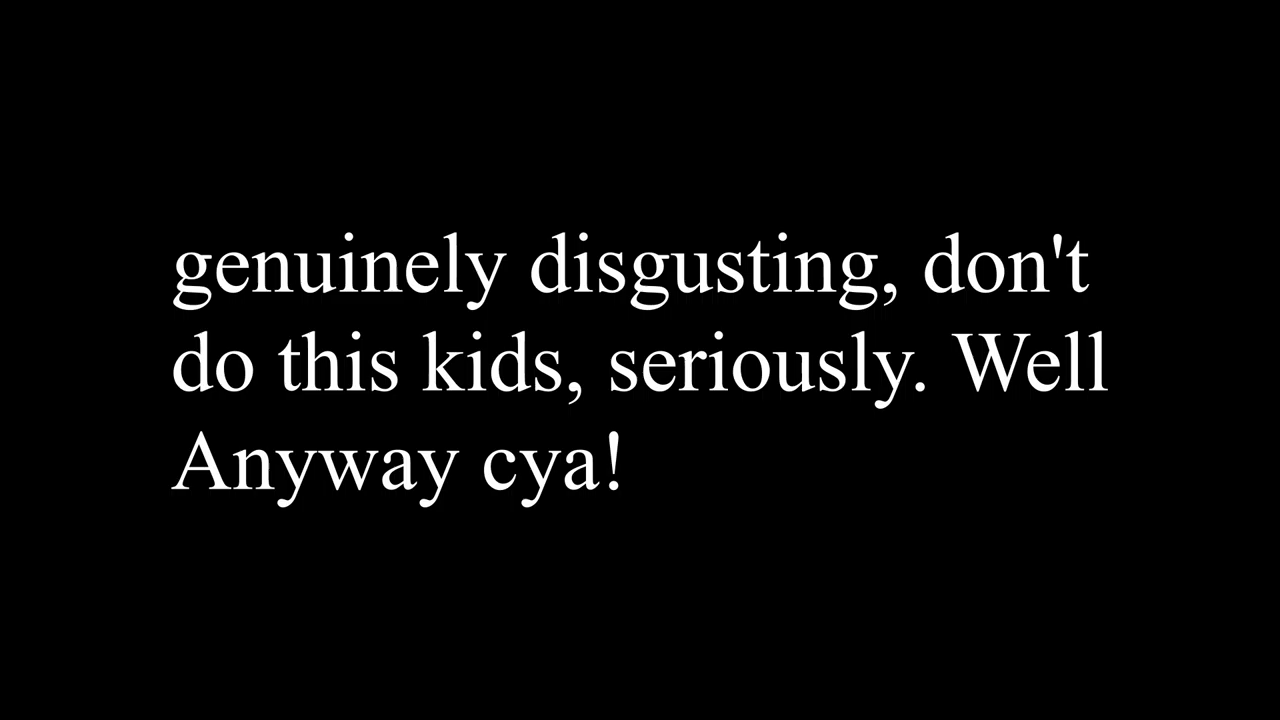 genuinely disgusting, don't
do this kids, seriously. Well
Anyway cya!